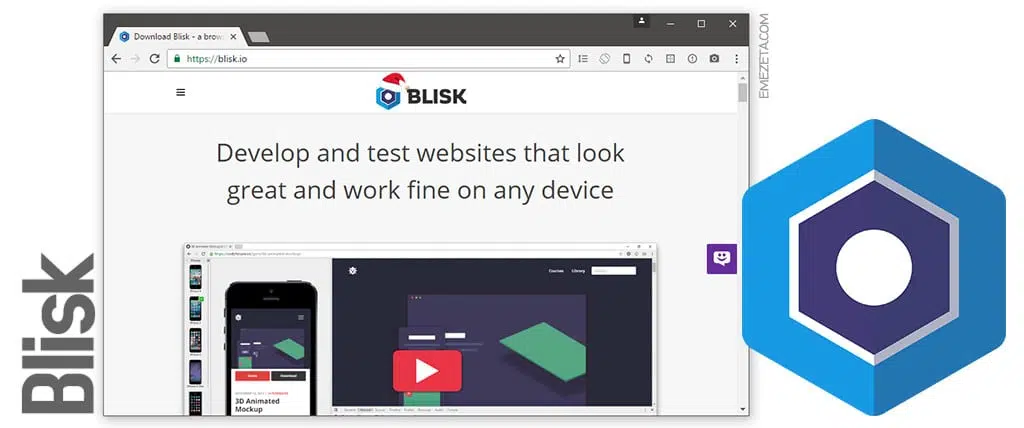 Download Blisk - a brow
https://blisk.io
BLISK
Develop and test websites that look
great and work fine on any device
Courses
Library
3D Animated
Mockup
Blisk
EMEZETA.COM